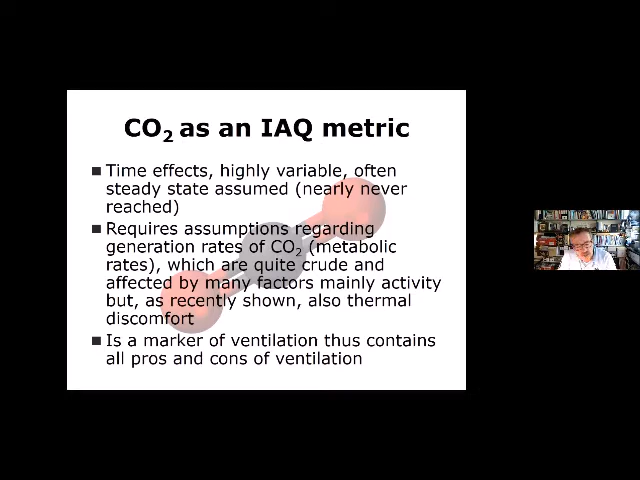 CO2 as an IAQ metric
Time effects, highly variable, often
steady state assumed (nearly never
reached)
Requires assumptions regarding
generation rates of CO2 (metabolic
rates), which are quite crude and
affected by many factors mainly activity
but, as recently shown, also thermal
discomfort
Is a marker of ventilation thus contains
all pros and cons of ventilation